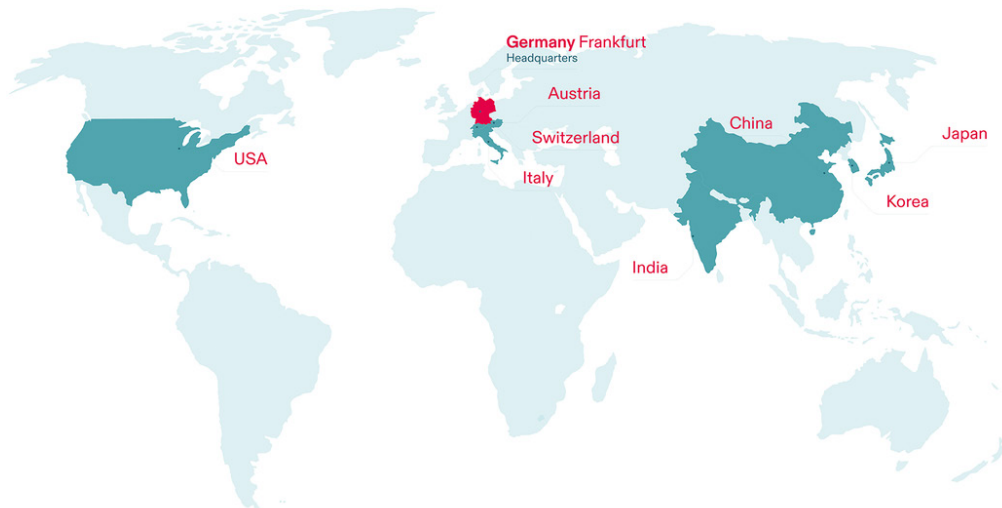 Germany Frankfurt
Headquarters
Austria
China
Japan
Switzerland
USA
Italy
Korea
India